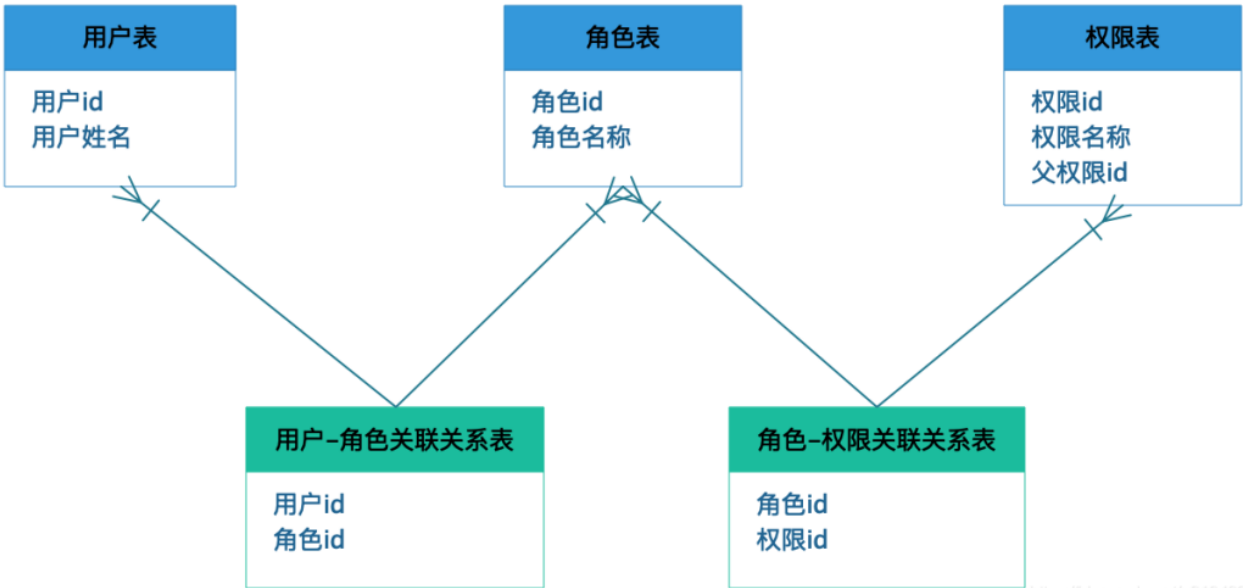 用户表
用户id
用户姓名
角色表
角色id
角色名称
权限表
权限id
权限名称
父权限id
用户-角色关联关系表
用户id
角色id
角色-权限关联关系表
角色id
权限id